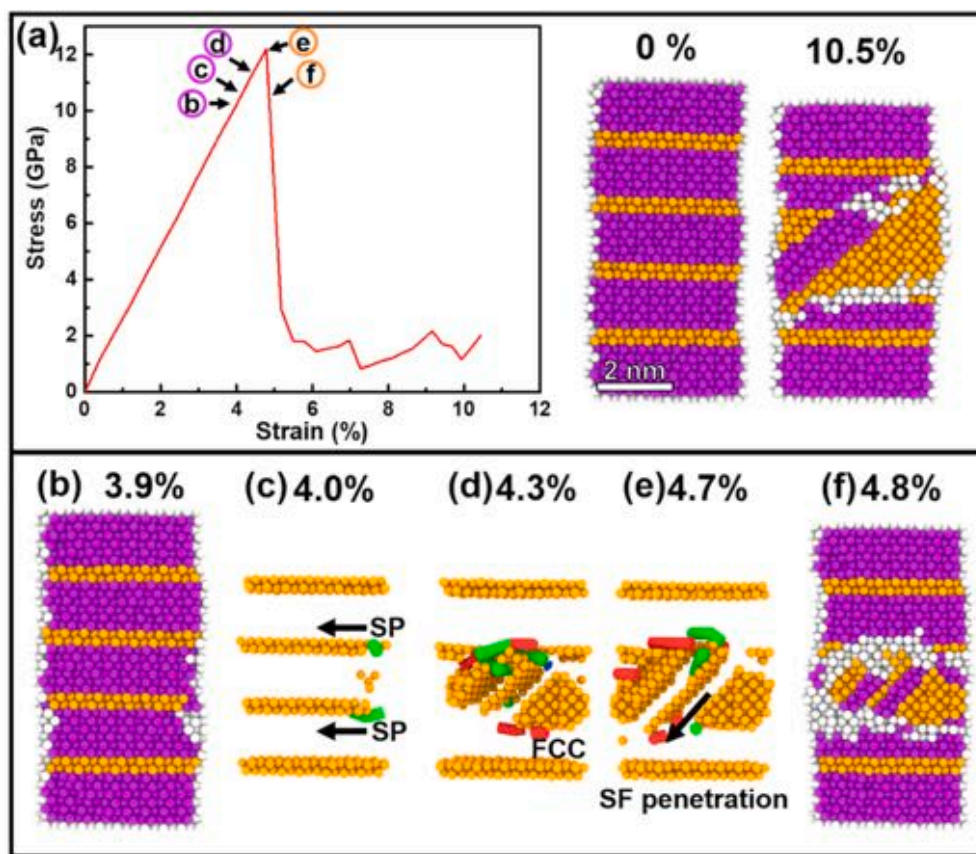 (a)
0 %
10.5%
12
10
8
6
4
2
0
Stress (GPa)
b
c
d
e
f
0 2 4 6 8 10 12
Strain (%)
2 nm
(b) 3.9%
(c) 4.0%
(d) 4.3%
(e) 4.7%
(f) 4.8%
SP
SP
FCC
SF penetration